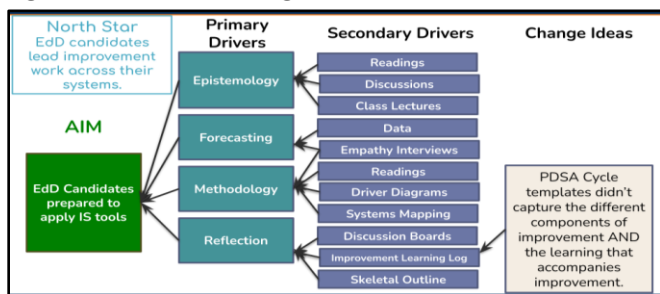 North Star
EdD candidates
lead improvement
work across their
systems.
AIM
EdD Candidates
prepared to
apply IS tools
Primary
Drivers
Epistemology
Forecasting
Methodology
Reflection
Secondary Drivers
Readings
Discussions
Class Lectures
Data
Empathy Interviews
Readings
Driver Diagrams
Systems Mapping
Discussion Boards
Improvement Learning Log
Skeletal Outline
Change Ideas
PDSA Cycle
templates didn't
capture the different
components of
improvement AND
the learning that
accompanies
improvement.